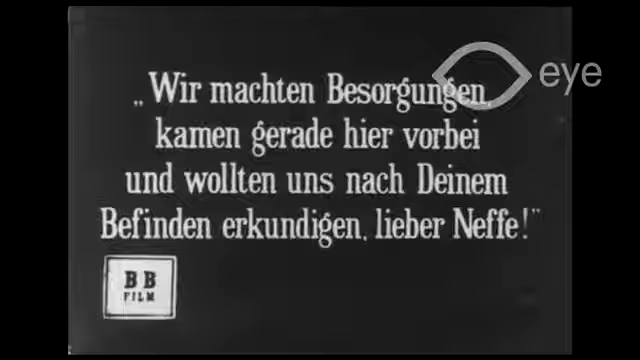 eye
„Wir machten Besorgungen,
kamen gerade hier vorbei
und wollten uns nach Deinem
Befinden erkundigen, lieber Neffe!“
BB
FILM